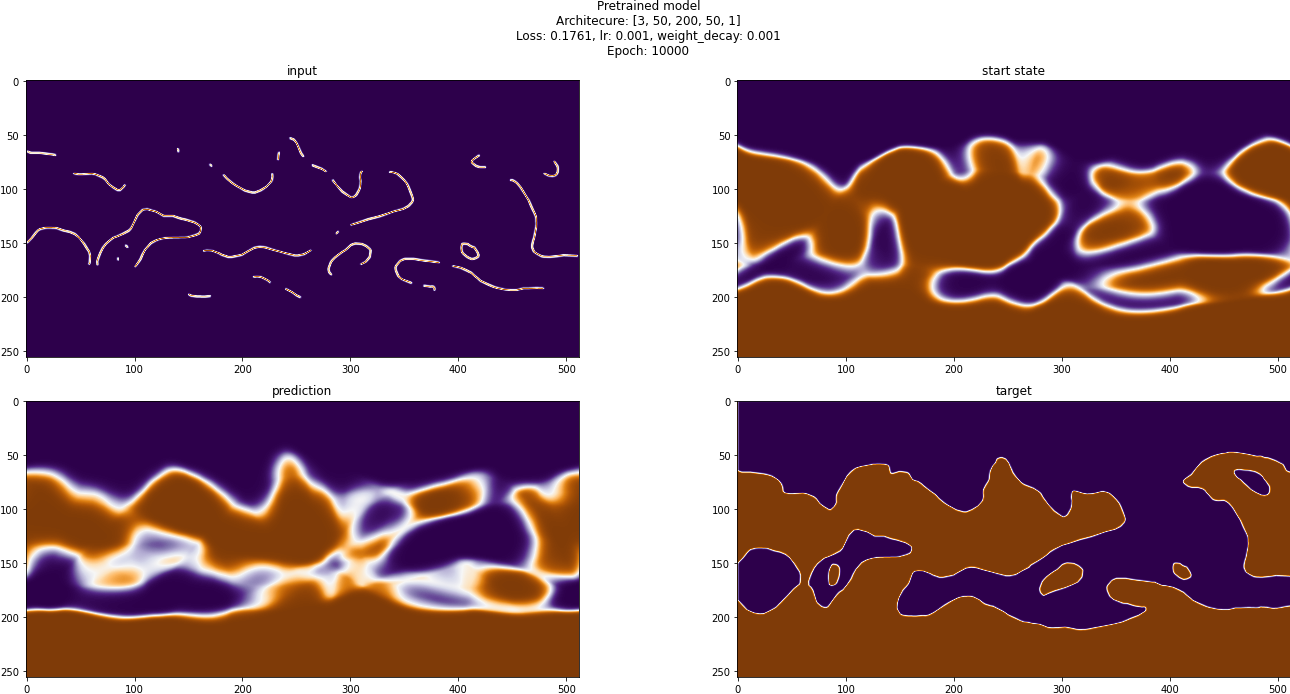 Pretrained model
Architecure: [3, 50, 200, 50, 1]
Loss: 0.1761, lr: 0.001, weight_decay: 0.001
Epoch: 10000
input
0
50
100
150
200
250
0 100 200 300 400 500
start state
0
50
100
150
200
250
0 100 200 300 400 500
prediction
0
50
100
150
200
250
0 100 200 300 400 500
target
0
50
100
150
200
250
0 100 200 300 400 500